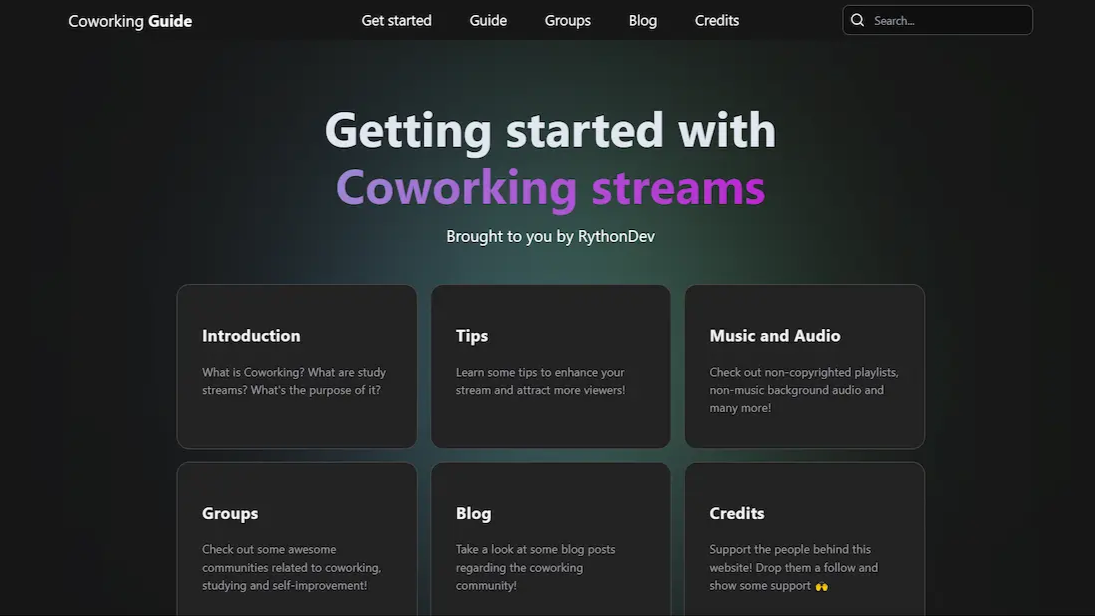 Coworking Guide
Get started
Guide
Groups
Blog
Credits
Search...
Getting started with
Coworking streams
Brought to you by RythonDev
Introduction
What is Coworking? What are study
streams? What's the purpose of it?
Tips
Learn some tips to enhance your
stream and attract more viewers!
Music and Audio
Check out non-copyrighted playlists,
non-music background audio and
many more!
Groups
Check out some awesome
communities related to coworking,
studying and self-improvement!
Blog
Take a look at some blog posts
regarding the coworking
community!
Credits
Support the people behind this
website! Drop them a follow and
show some support 🙌